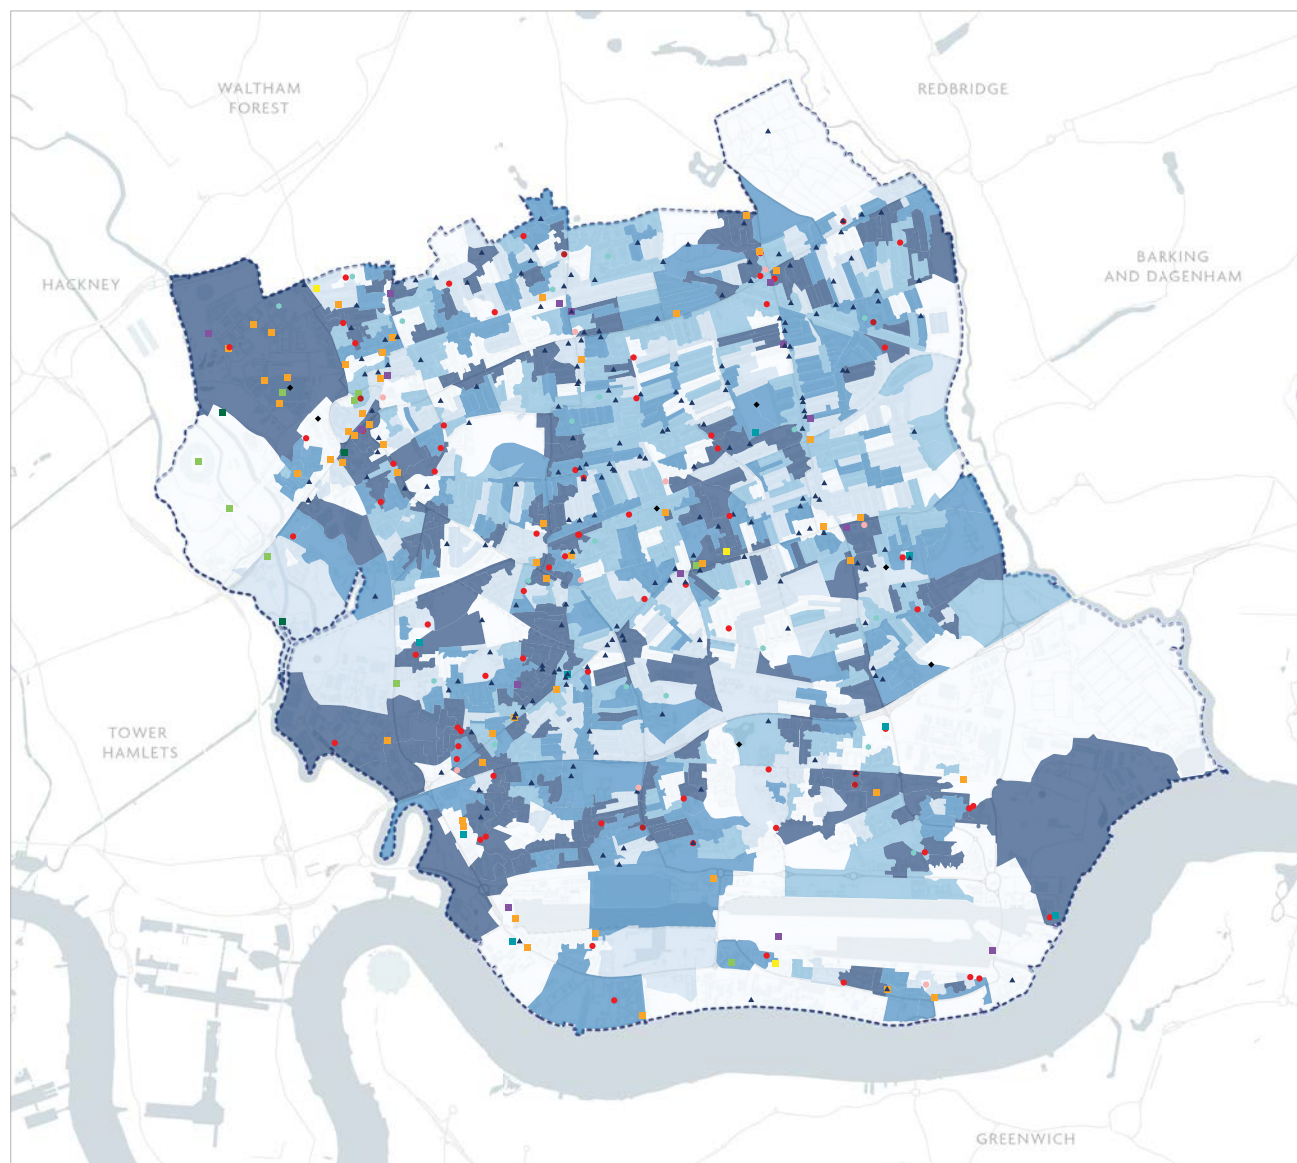 WALTHAM
FOREST
REDBRIDGE
HACKNEY
BARKING
AND DAGENHAM
TOWER
HAMLETS
GREENWICH